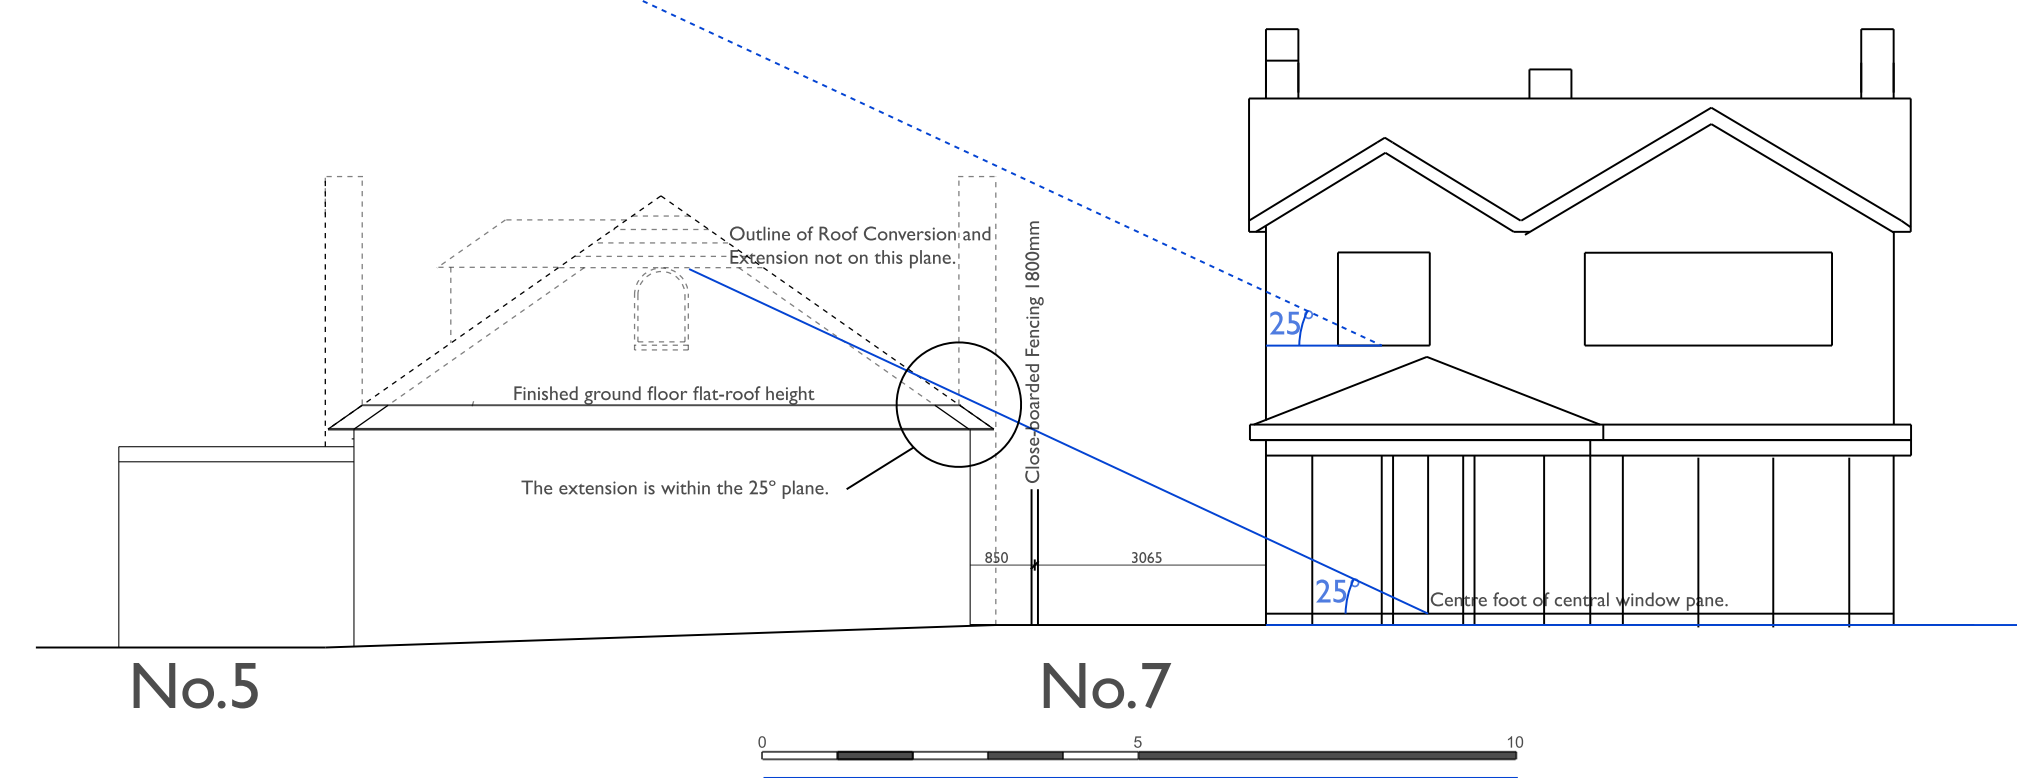 Outline of Roof Conversion and
Extension not on this plane.
Close-boarded Fencing 1800mm
25°
Finished ground floor flat-roof height
The extension is within the 25° plane.
850
3065
25°
Centre foot of central window pane.
No.5
No.7
0
5
10